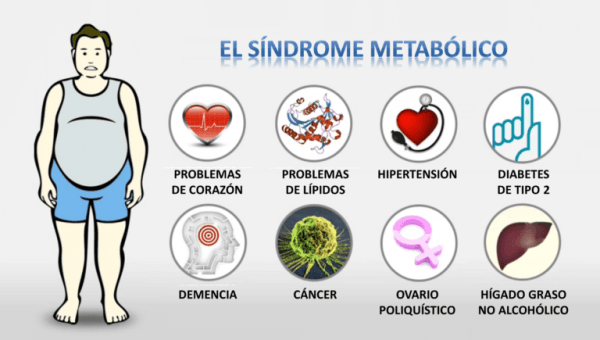 EL SÍNDROME METABÓLICO
PROBLEMAS
DE CORAZÓN
PROBLEMAS
DE LÍPIDOS
HIPERTENSIÓN
DIABETES
DE TIPO 2
DEMENCIA
CÁNCER
OVARIO
POLIQUÍSTICO
HÍGADO GRASO
NO ALCOHÓLICO